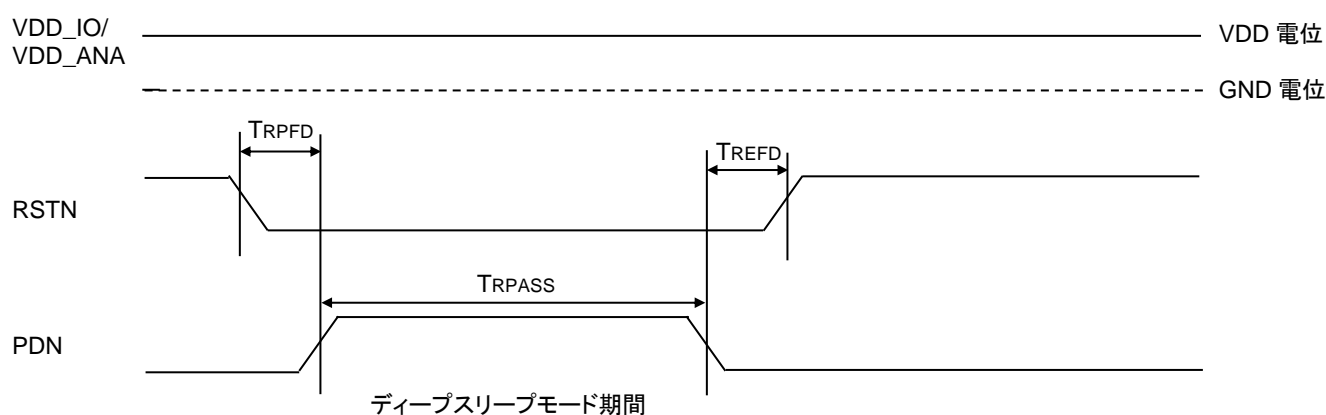 VDD_IO/
VDD_ANA
VDD 電位
GND 電位
TRPFD
TREFD
RSTN
TRPASS
PDN
ディープスリープモード期間